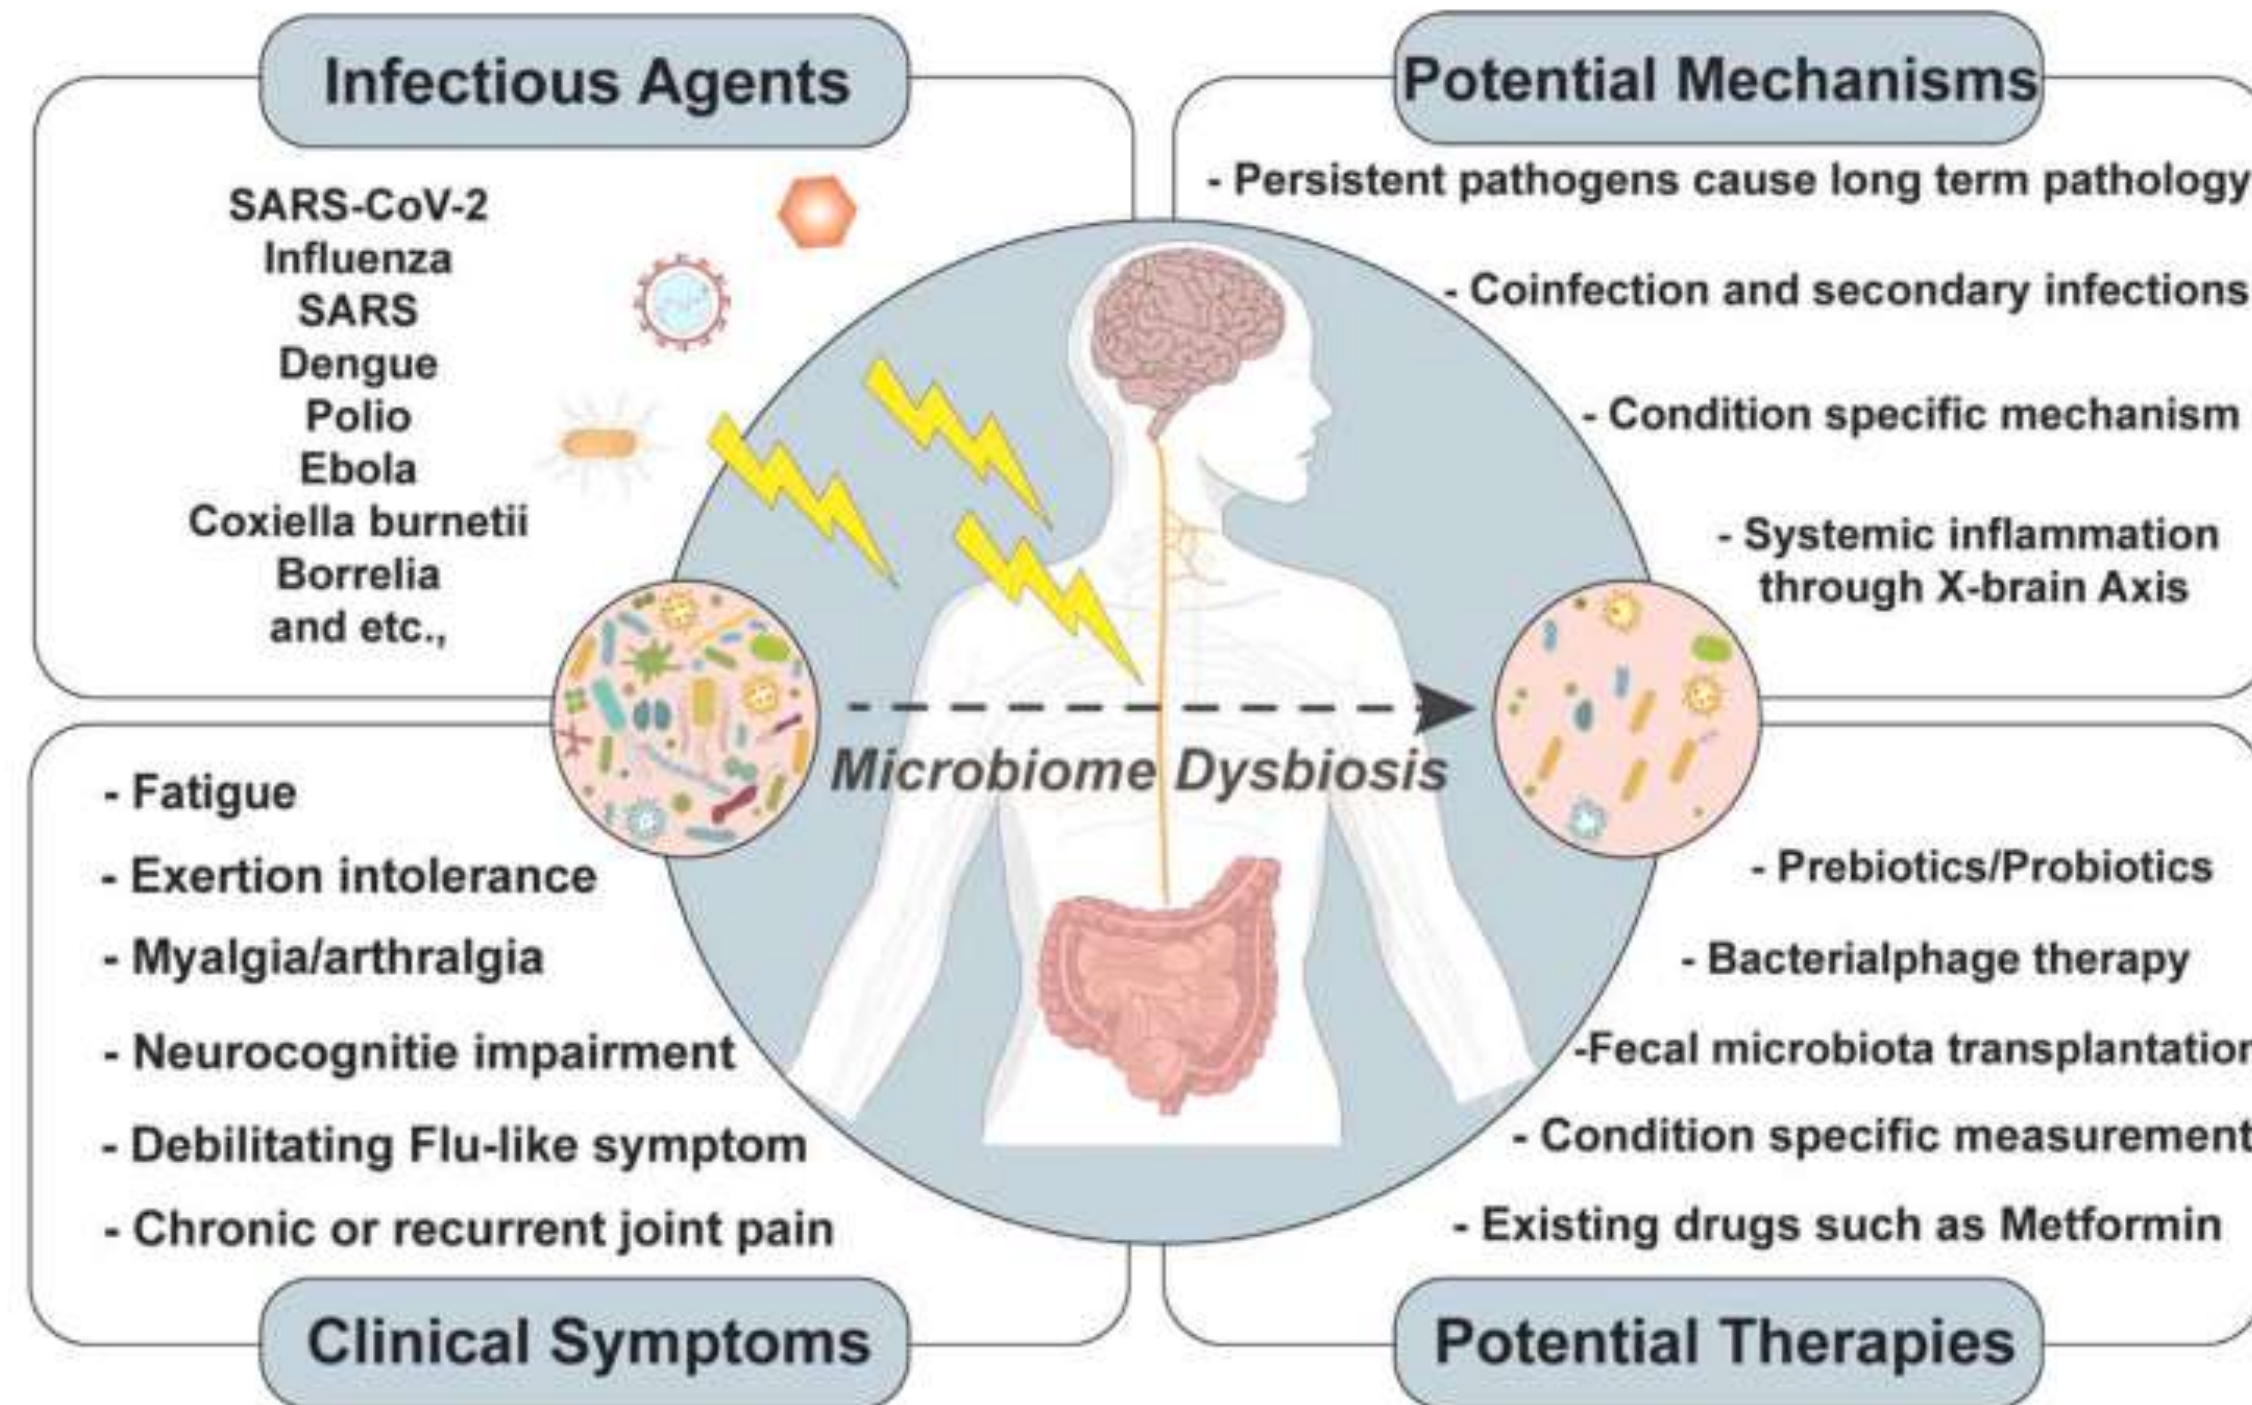 Infectious Agents
SARS-CoV-2
Influenza
SARS
Dengue
Polio
Ebola
Coxiella burnetii
Borrelia
and etc.,
Potential Mechanisms
- Persistent pathogens cause long term pathology
- Coinfection and secondary infections
- Condition specific mechanism
- Systemic inflammation
through X-brain Axis
Microbiome Dysbiosis
- Fatigue
- Exertion intolerance
- Myalgia/arthralgia
- Neurocognitie impairment
- Debilitating Flu-like symptom
- Chronic or recurrent joint pain
Clinical Symptoms
- Prebiotics/Probiotics
- Bacterialphage therapy
-Fecal microbiota transplantation
- Condition specific measurement
- Existing drugs such as Metformin
Potential Therapies